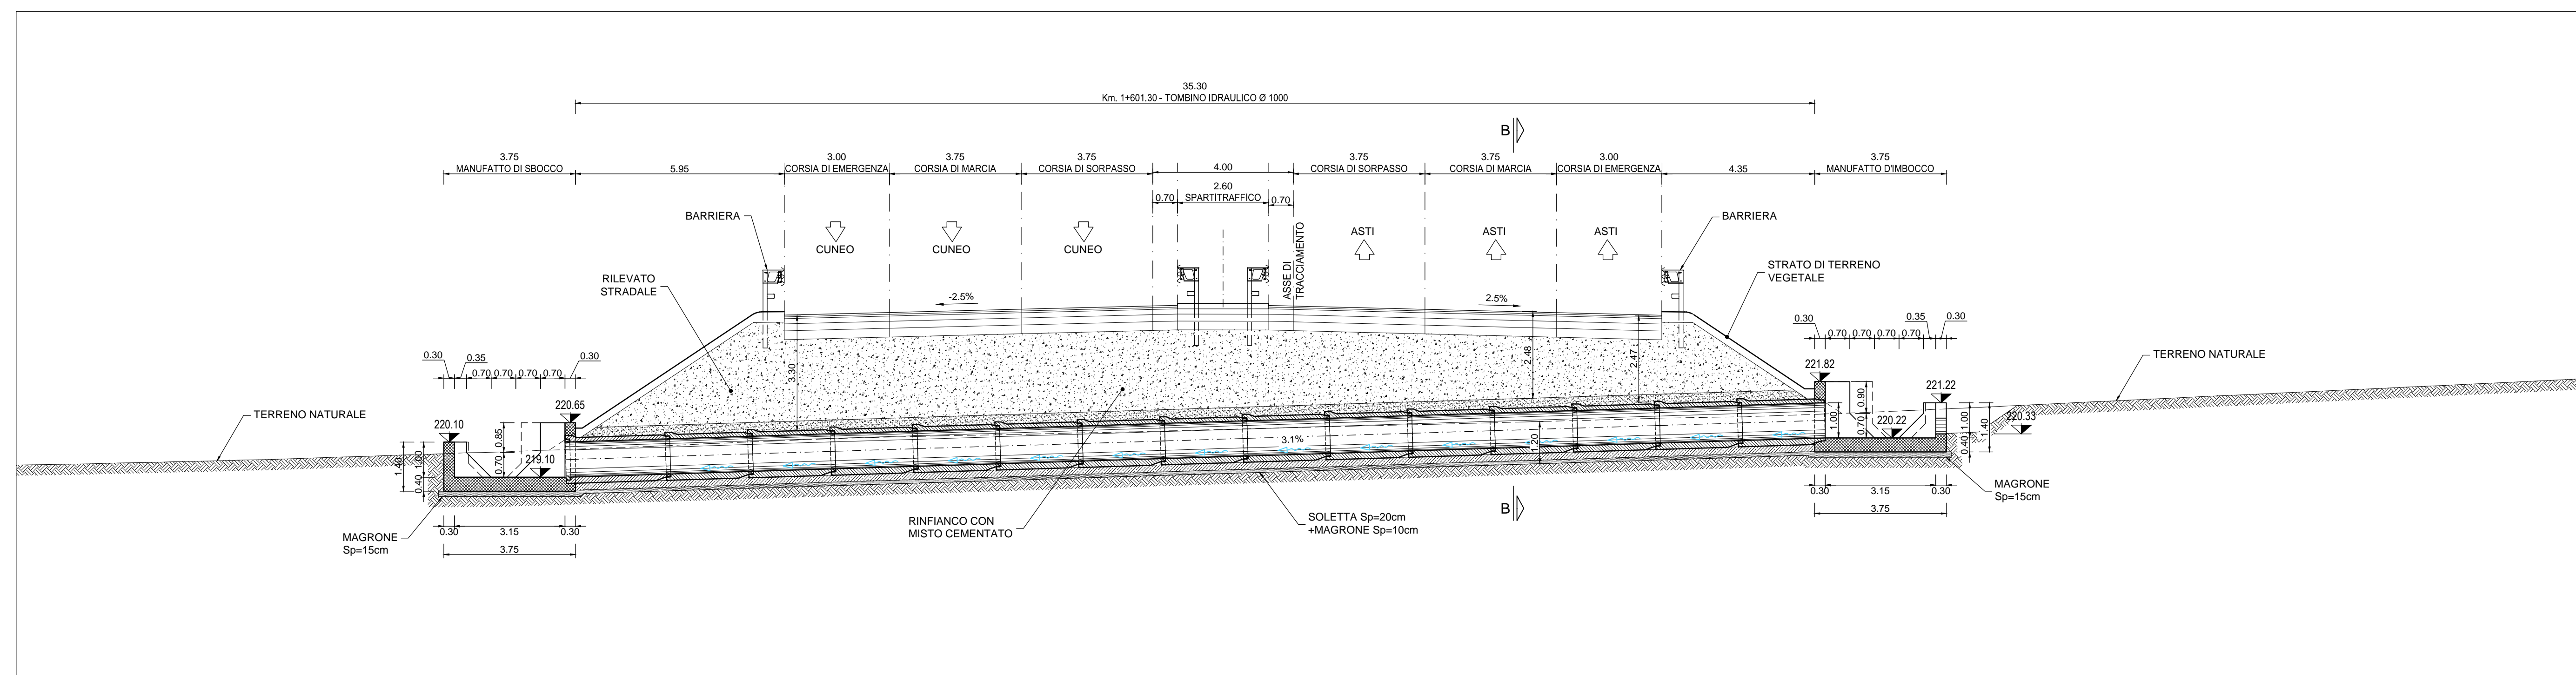 35.30
Km. 1+601.30 - TOMBINO IDRAULICO Ø 1000
B
3.75
MANUFATTO DI SBOCCO
5.95
3.00
CORSIA DI EMERGENZA
3.75
CORSIA DI MARCIA
3.75
CORSIA DI SORPASSO
4.00
3.75
CORSIA DI SORPASSO
3.75
CORSIA DI MARCIA
3.00
CORSIA DI EMERGENZA
4.35
3.75
MANUFATTO D'IMBOCCO
0.70
2.60
SPARTITRAFFICO
0.70
BARRIERA
CUNEO
CUNEO
CUNEO
ASSE DI
TRACCIAMENTO
ASTI
ASTI
ASTI
BARRIERA
RILEVATO
STRADALE
STRATO DI TERRENO
VEGETALE
-2.5%
2.5%
0.30
0.35
0.70
0.70
0.70
0.70
0.30
3.30
2.48
2.47
0.30
0.70
0.70
0.70
0.70
0.35
0.30
TERRENO NATURALE
TERRENO NATURALE
220.10
220.65
219.10
1.40
1.00
0.40
0.85
0.70
3.1%
1.20
221.82
221.22
220.33
220.22
1.00
0.90
0.70
1.00
0.40
1.40
0.30
3.15
0.30
3.75
MAGRONE
Sp=15cm
RINFIANCO CON
MISTO CEMENTATO
SOLETTA Sp=20cm
+MAGRONE Sp=10cm
B
0.30
3.15
0.30
3.75
MAGRONE
Sp=15cm